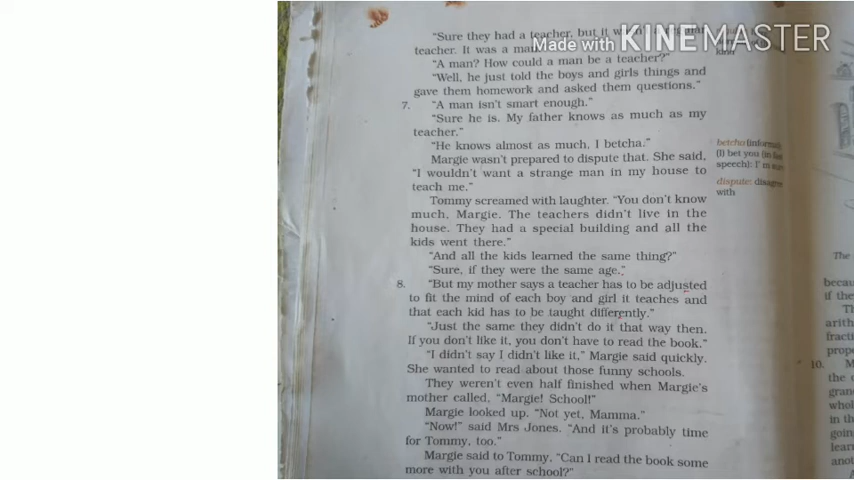 "Sure they had a teacher, but it
teacher. It was a man."
Made with KINEMASTER
"A man? How could a man be a teacher?"
"Well, he just told the boys and girls things and
gave them homework and asked them questions."
7. "A man isn't smart enough."
"Sure he is. My father knows as much as my
teacher."
"He knows almost as much, I betcha."
Margie wasn't prepared to dispute that. She said,
"I wouldn't want a strange man in my house to
teach me."
Tommy screamed with laughter. "You don't know
much, Margie. The teachers didn't live in the
house. They had a special building and all the
kids went there."
"And all the kids learned the same thing?"
"Sure, if they were the same age."
8. "But my mother says a teacher has to be adjusted
to fit the mind of each boy and girl it teaches and
that each kid has to be taught differently."
"Just the same they didn't do it that way then.
If you don't like it, you don't have to read the book."
"I didn't say I didn't like it," Margie said quickly.
She wanted to read about those funny schools.
They weren't even half finished when Margie's
mother called, "Margie! School!"
Margie looked up. "Not yet, Mamma."
"Now!" said Mrs Jones. "And it's probably time
for Tommy, too."
Margie said to Tommy, "Can I read the book some
more with you after school?"
betcha
(I) bet you (in
speech): I'm
dispute: disagree
with
The
if the
10. M
the
in the